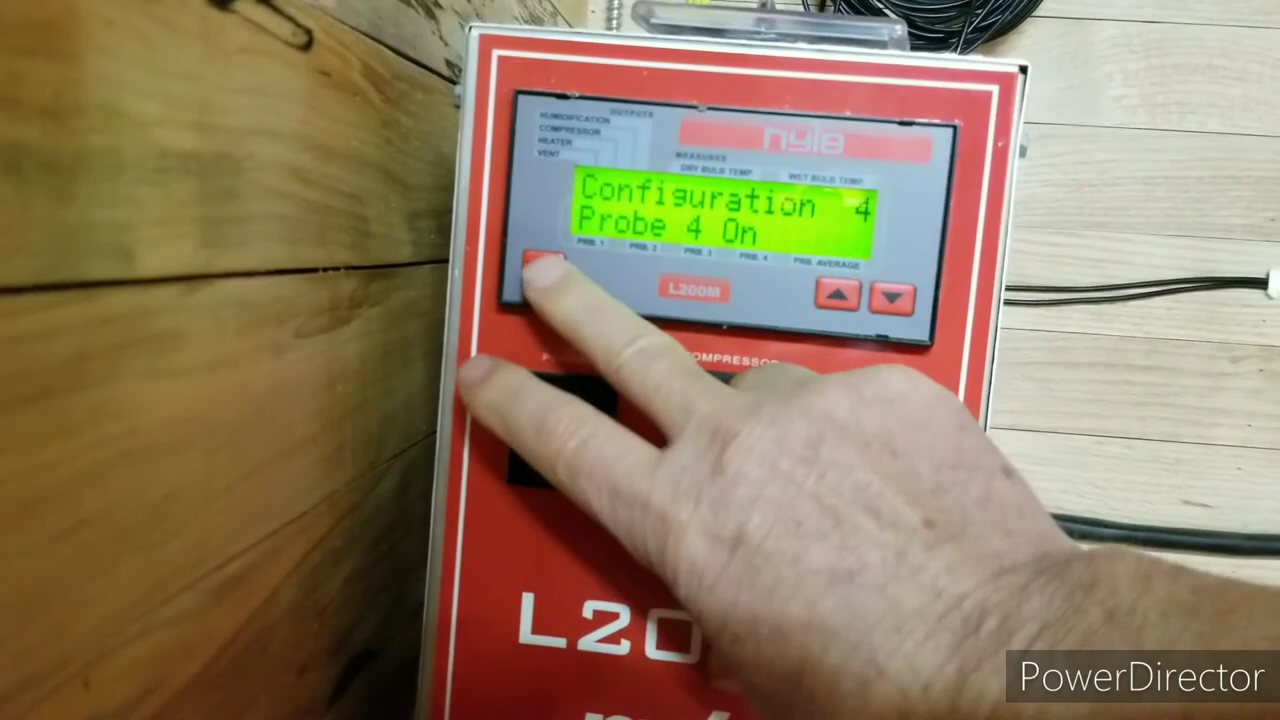 OUTPUTS
HUMIDIFICATION
COMPRESSOR
HEATER
VENT
nyle
MEASURES
DRY BULB TEMP. WET BULB TEMP.
Configuration 4
Probe 4 On
PRB. 1 PRB. 2 PRB. 3 PRB. 4 PRB. AVERAGE
L200M
COMPRESSOR
L20
PowerDirector